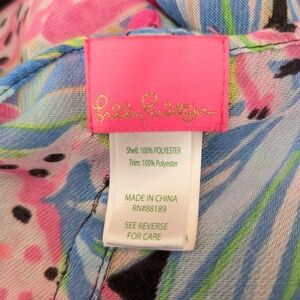 Lilly Pulitzer
Shell: 100% POLYESTER
Trim: 100% Polyester
MADE IN CHINA
RN#88189
SEE REVERSE
FOR CARE